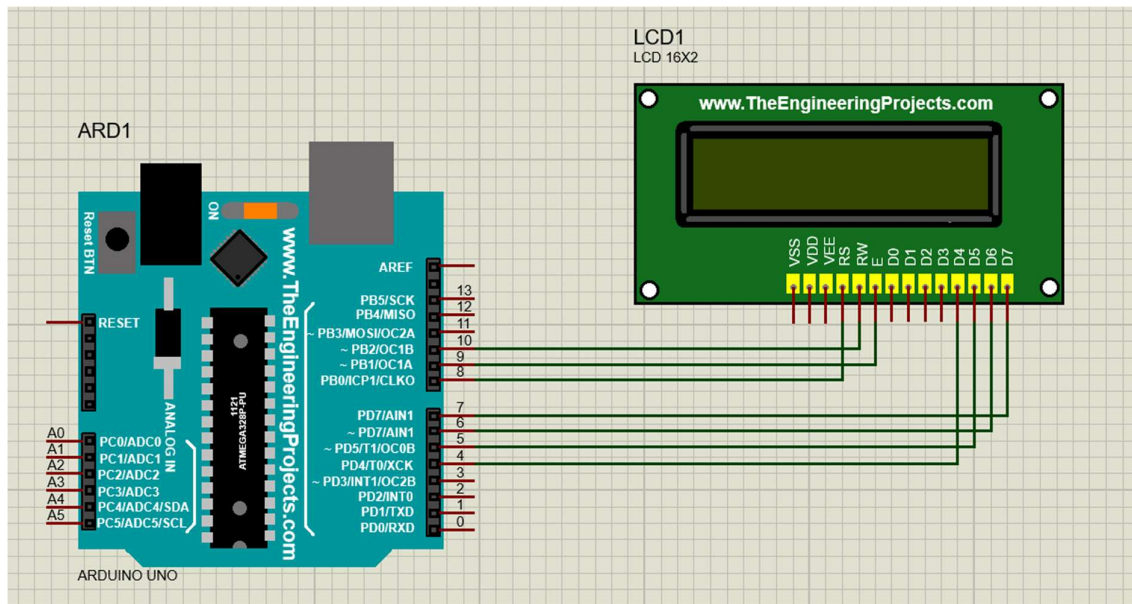 LCD1
LCD 16X2
www.TheEngineeringProjects.com
VSS
VDD
VEE
RS
RW
E
D0
D1
D2
D3
D4
D5
D6
D7
ARD1
Reset BTN
ON
www.TheEngineeringProjects.com
1121
ATMEGA328P-PU
ANALOG IN
RESET
A0 PC0/ADC0
A1 PC1/ADC1
A2 PC2/ADC2
A3 PC3/ADC3
A4 PC4/ADC4/SDA
A5 PC5/ADC5/SCL
AREF
PB5/SCK 13
PB4/MISO 12
~ PB3/MOSI/OC2A 11
~ PB2/OC1B 10
~ PB1/OC1A 9
PB0/ICP1/CLKO 8
PD7/AIN1 7
~ PD7/AIN1 6
~ PD5/T1/OC0B 5
PD4/T0/XCK 4
~ PD3/INT1/OC2B 3
PD2/INT0 2
PD1/TXD 1
PD0/RXD 0
ARDUINO UNO